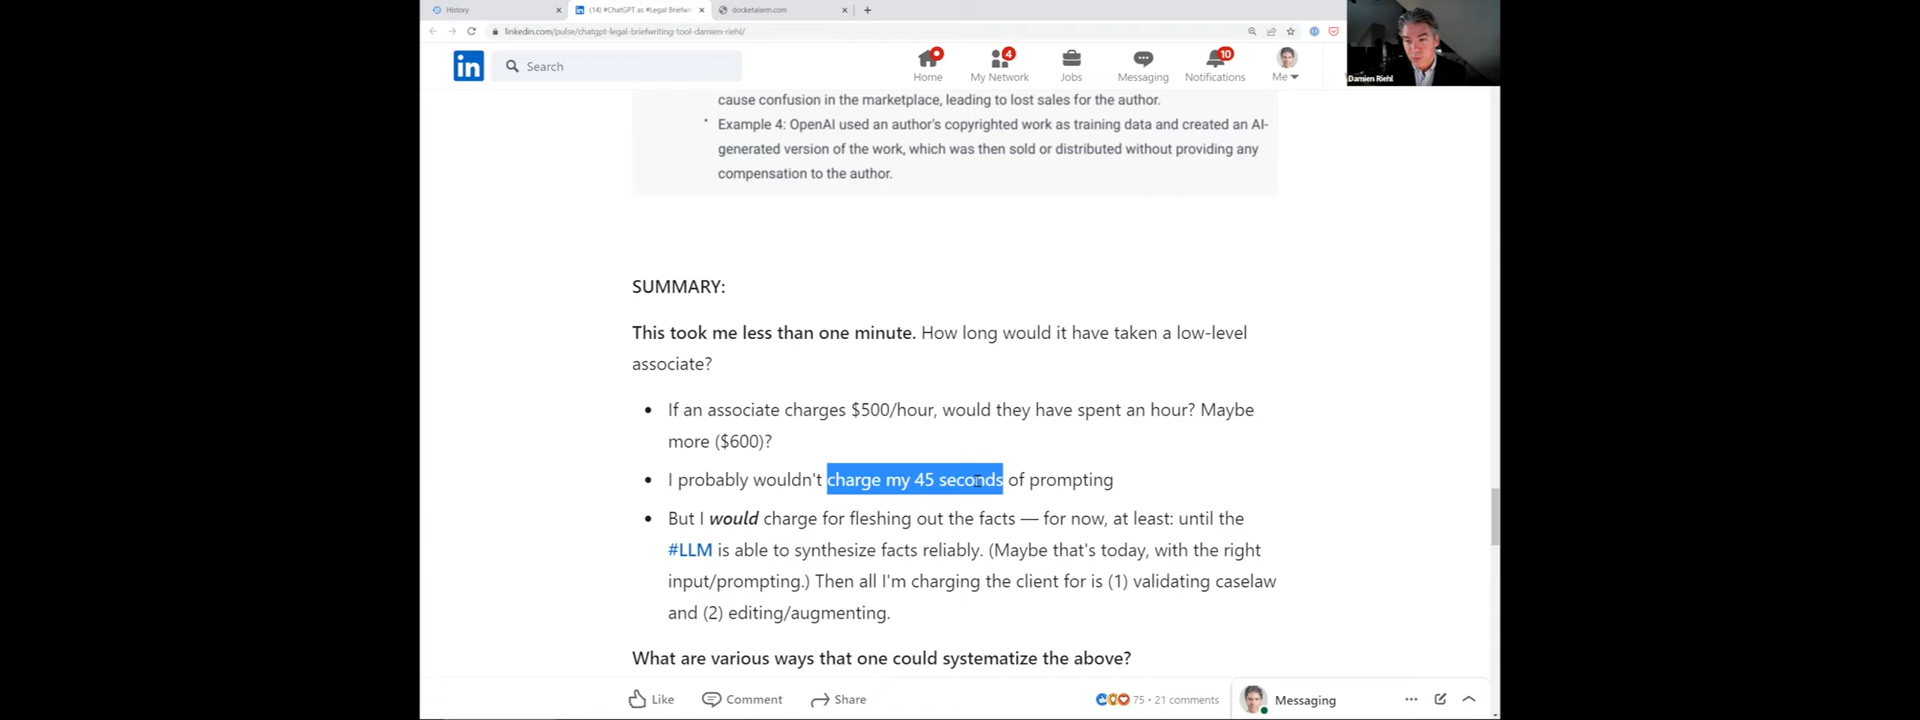 History
(14) #ChatGPT as #Legal Briefwri
docketalarm.com
linkedin.com/pulse/chatgpt-legal-briefwriting-tool-damien-riehl/
Damien Riehl
in
Search
4
10
Home
My Network
Jobs
Messaging
Notifications
Me
cause confusion in the marketplace, leading to lost sales for the author.
Example 4: OpenAI used an author's copyrighted work as training data and created an AI-
generated version of the work, which was then sold or distributed without providing any
compensation to the author.
SUMMARY:
This took me less than one minute. How long would it have taken a low-level
associate?
• If an associate charges $500/hour, would they have spent an hour? Maybe
more ($600)?
• I probably wouldn't charge my 45 seconds of prompting
• But I would charge for fleshing out the facts — for now, at least: until the
#LLM is able to synthesize facts reliably. (Maybe that's today, with the right
input/prompting.) Then all I'm charging the client for is (1) validating caselaw
and (2) editing/augmenting.
What are various ways that one could systematize the above?
Like
Comment
Share
75 · 21 comments
Messaging